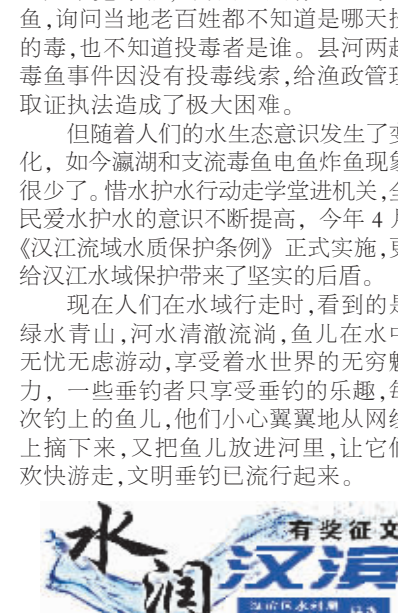 鱼,询问当地老百姓都不知道是哪天投
的毒,也不知道投毒者是谁。县河两起
毒鱼事件因没有投毒线索,给渔政管理
取证执法造成了极大困难。
但随着人们的水生态意识发生了变
化，如今瀛湖和支流毒鱼电鱼炸鱼现象
很少了。惜水护水行动走学堂进机关,全
民爱水护水的意识不断提高，今年 4 月
《汉江流域水质保护条例》正式实施,更
给汉江水域保护带来了坚实的后盾。
现在人们在水域行走时,看到的是
绿水青山,河水清澈流淌,鱼儿在水中
无忧无虑游动,享受着水世界的无穷魅
力，一些垂钓者只享受垂钓的乐趣,每
次钓上的鱼儿,他们小心翼翼地从网线
上摘下来,又把鱼儿放进河里,让它们
欢快游走,文明垂钓已流行起来。
水润
有奖征文
汉滨